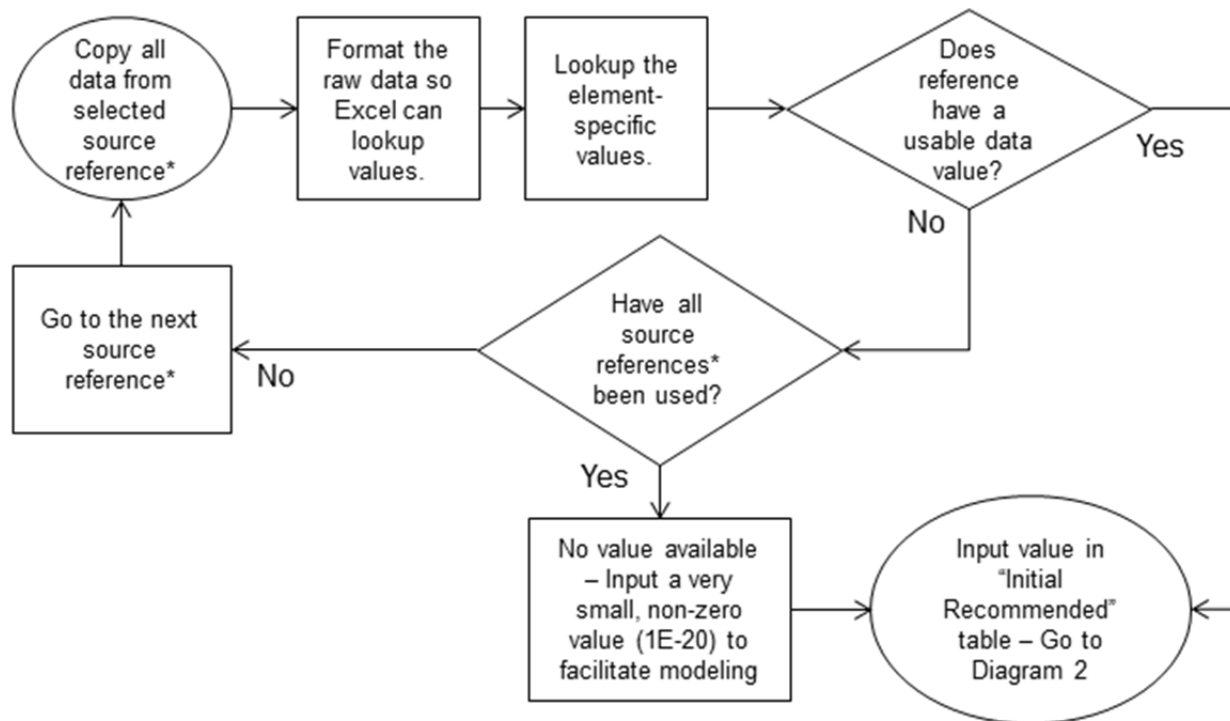 Copy all
data from
selected
source
reference*
Format the
raw data so
Excel can
lookup
values.
Lookup the
element-
specific
values.
Does
reference
have a
usable data
value?
Yes
No
Have all
source
references*
been used?
No
Go to the next
source
reference*
Yes
No value available
– Input a very
small, non-zero
value (1E-20) to
facilitate modeling
Input value in
“Initial
Recommended”
table – Go to
Diagram 2